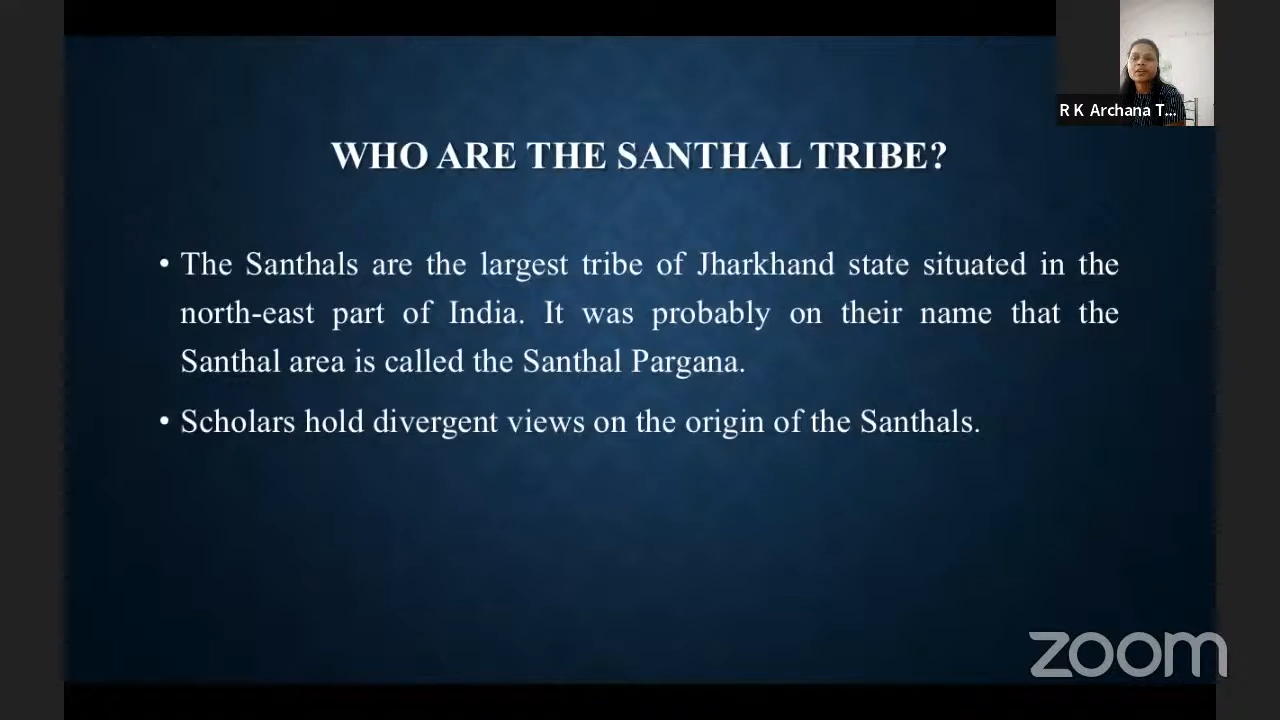 R K Archana T...
WHO ARE THE SANTHAL TRIBE?
• The Santhals are the largest tribe of Jharkhand state situated in the
north-east part of India. It was probably on their name that the
Santhal area is called the Santhal Pargana.
• Scholars hold divergent views on the origin of the Santhals.
zoom